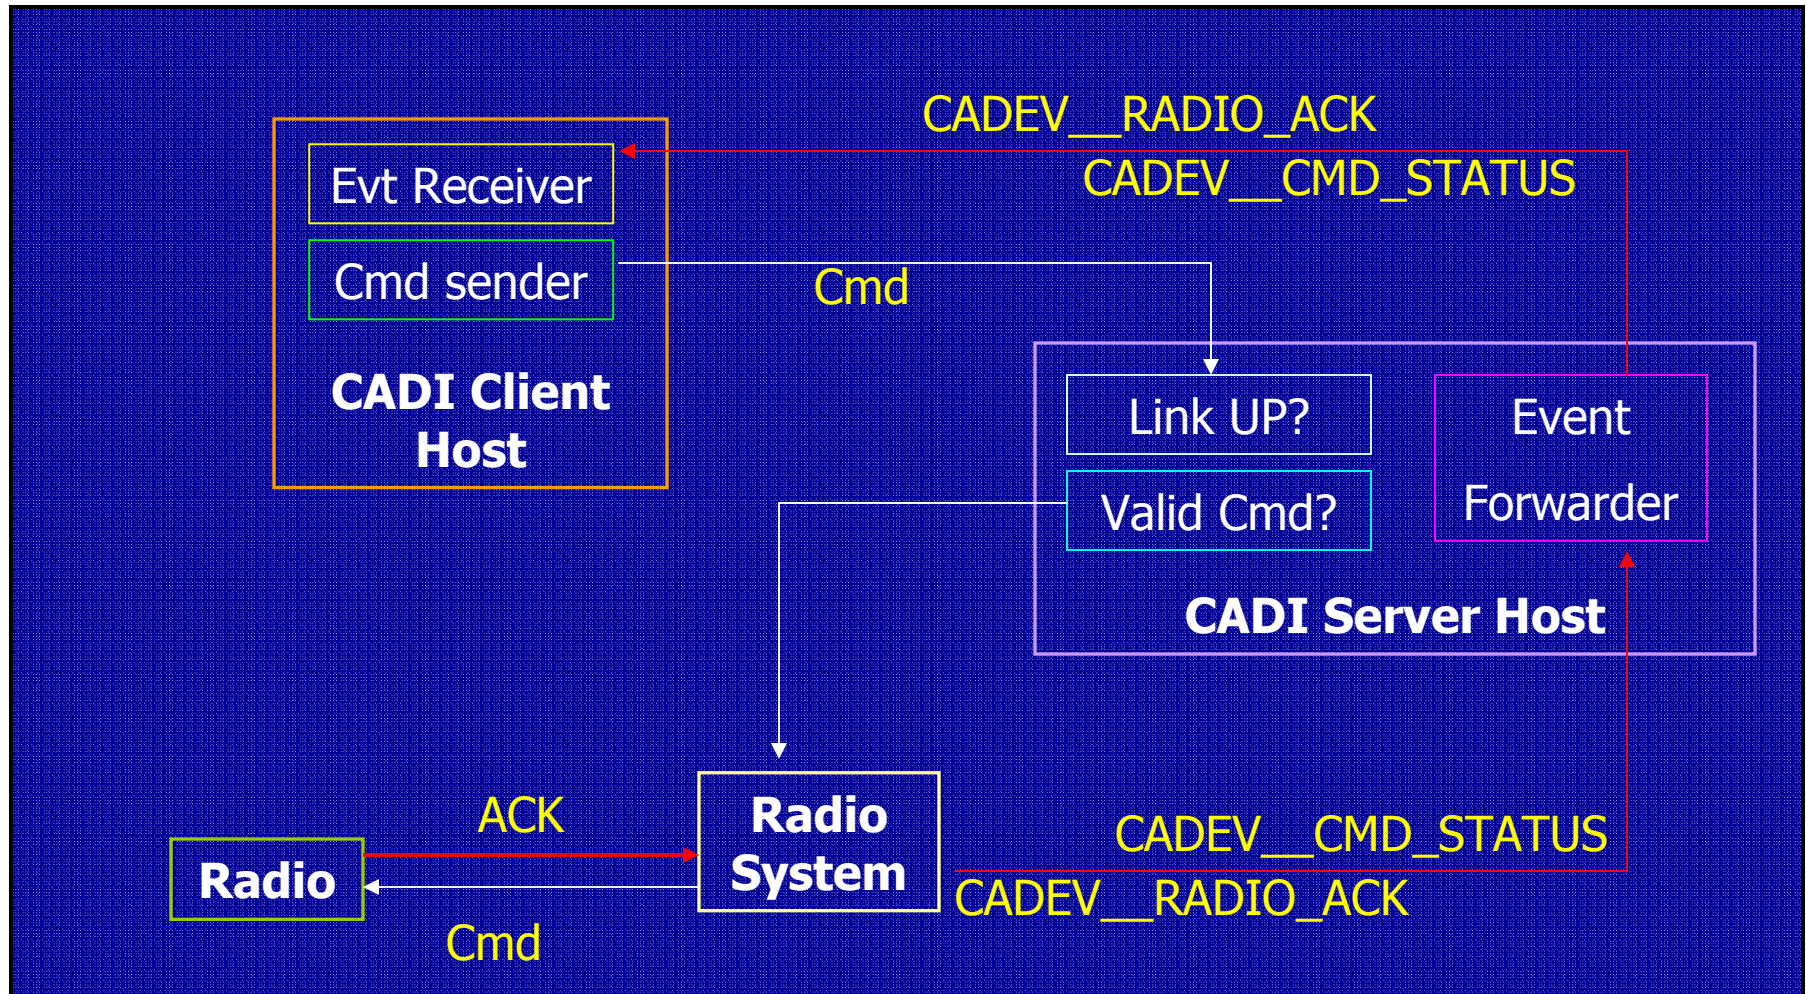 CADEV__RADIO_ACK
CADEV__CMD_STATUS
Evt Receiver
Cmd sender
Cmd
CADI Client
Host
Link UP?
Valid Cmd?
Event
Forwarder
CADI Server Host
ACK
Radio
Cmd
Radio
System
CADEV__CMD_STATUS
CADEV__RADIO_ACK